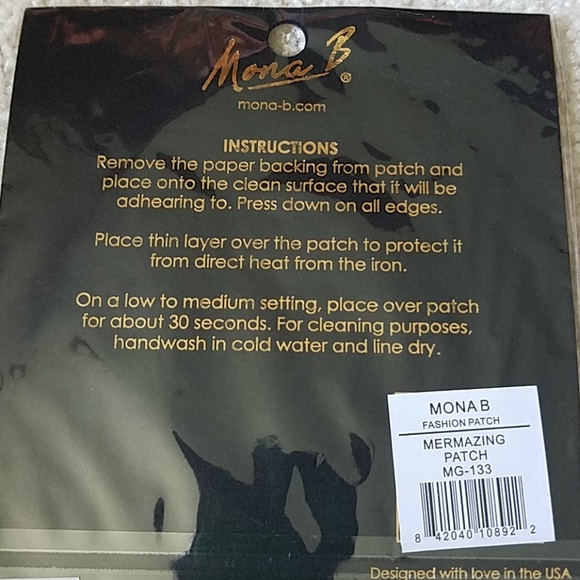 Mona B®
mona-b.com
INSTRUCTIONS
Remove the paper backing from patch and
place onto the clean surface that it will be
adhearing to. Press down on all edges.
Place thin layer over the patch to protect it
from direct heat from the iron.
On a low to medium setting, place over patch
for about 30 seconds. For cleaning purposes,
handwash in cold water and line dry.
MONA B
FASHION PATCH
MERMAZING
PATCH
MG-133
8 42040 10892 2
Designed with love in the USA